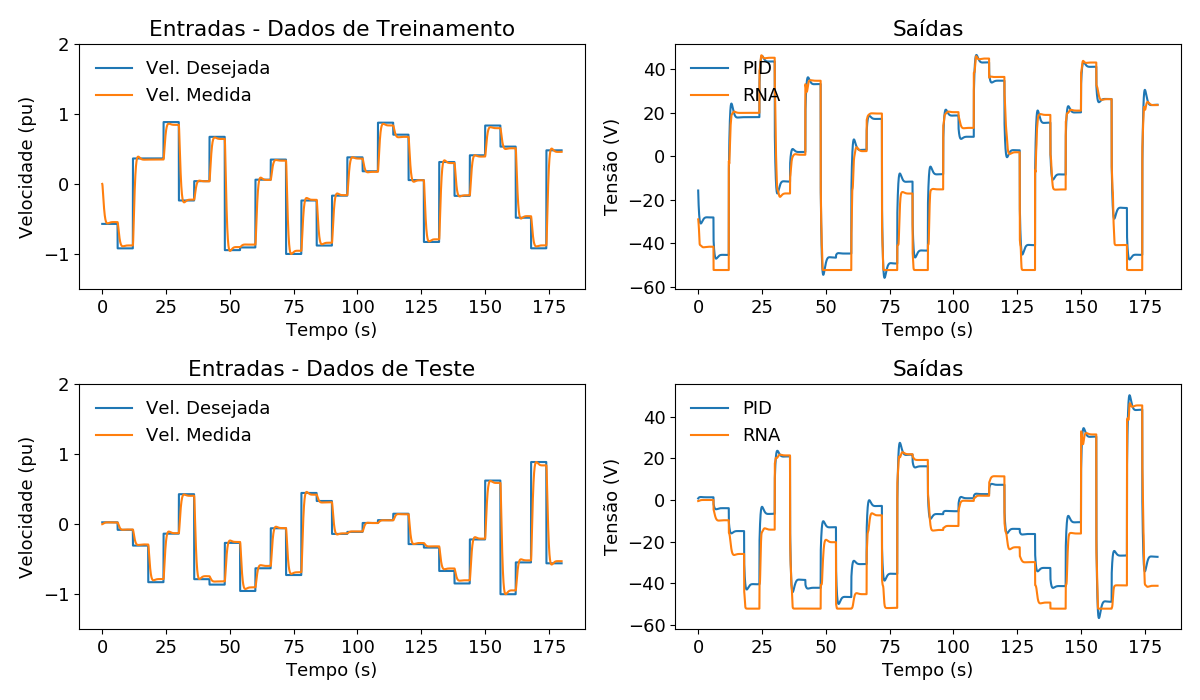 Entradas - Dados de Treinamento
Vel. Desejada
Vel. Medida
2
1
0
−1
Velocidade (pu)
0 25 50 75 100 125 150 175
Tempo (s)
Saídas
PID
RNA
40
20
0
−20
−40
−60
Tensão (V)
0 25 50 75 100 125 150 175
Tempo (s)
Entradas - Dados de Teste
Vel. Desejada
Vel. Medida
2
1
0
−1
Velocidade (pu)
0 25 50 75 100 125 150 175
Tempo (s)
Saídas
PID
RNA
40
20
0
−20
−40
−60
Tensão (V)
0 25 50 75 100 125 150 175
Tempo (s)